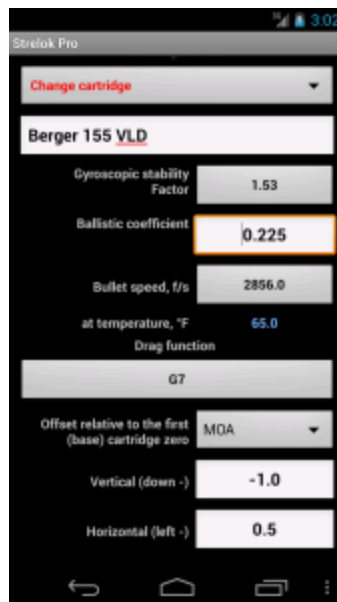 3:02
Strelok Pro
Change cartridge
Berger 155 VLD
Gyroscopic stability
Factor
1.53
Ballistic coefficient
0.225
Bullet speed, f/s
2856.0
at temperature, °F
65.0
Drag function
G7
Offset relative to the first
(base) cartridge zero
MOA
Vertical (down -)
-1.0
Horizontal (left -)
0.5